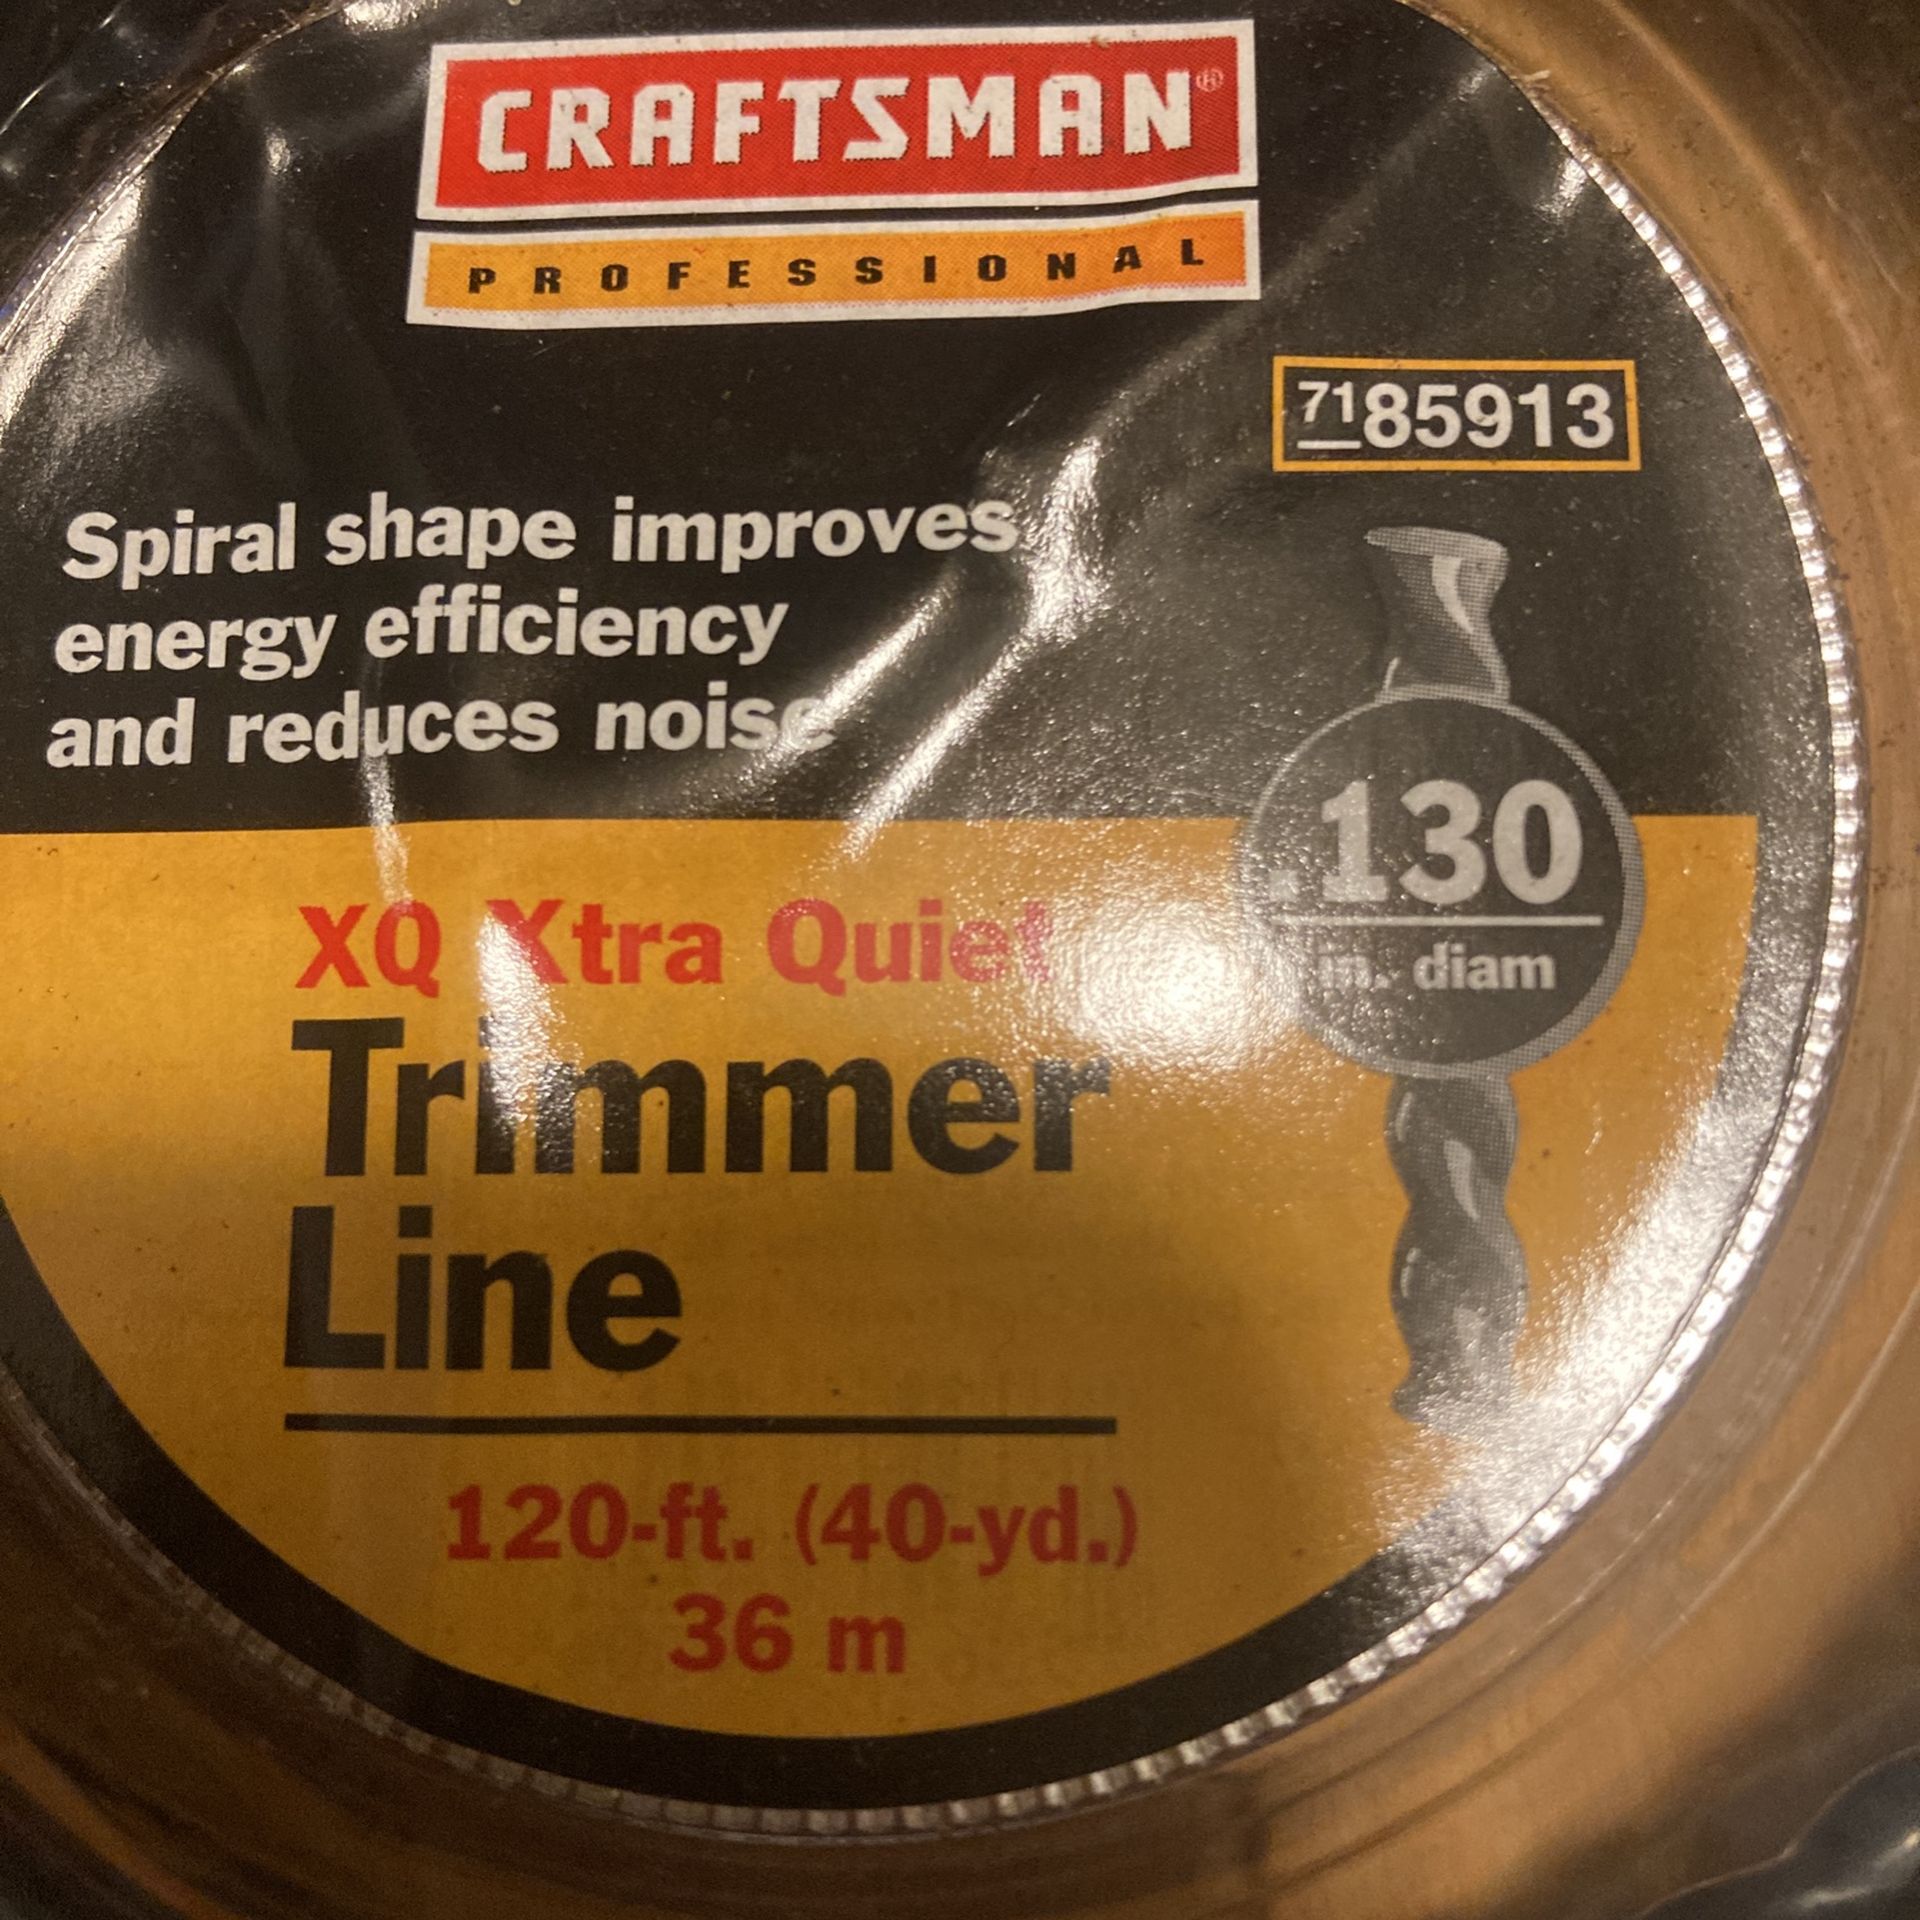 CRAFTSMAN®
PROFESSIONAL
7185913
Spiral shape improves
energy efficiency
and reduces noise
.130
in. diam
XQ Xtra Quiet
Trimmer
Line
120-ft. (40-yd.)
36 m